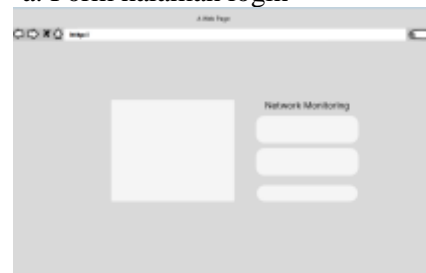 a. Form halaman login
A Web Page
http://
Network Monitoring